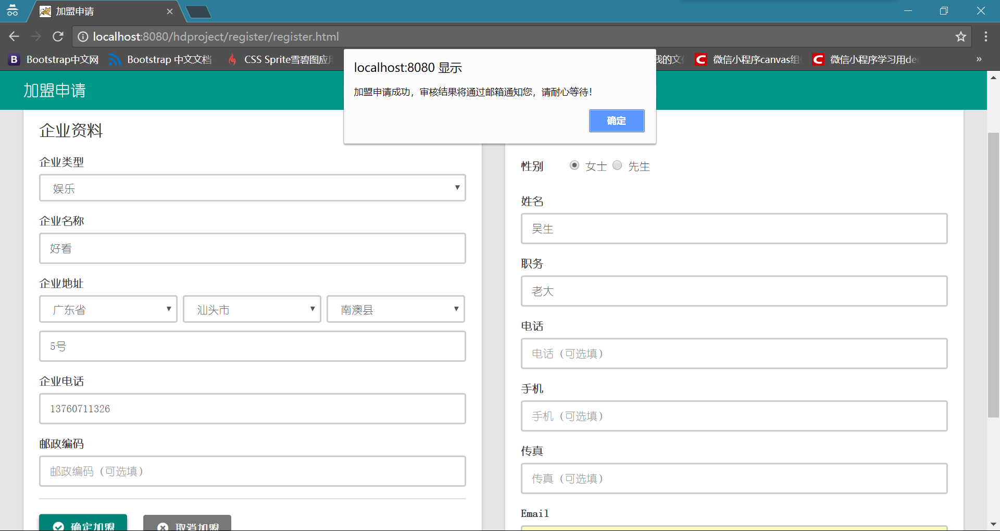 加盟申请
localhost:8080/hdproject/register/register.html
Bootstrap中文网
Bootstrap 中文文档
CSS Sprite雪碧图应用
我的文
微信小程序canvas组
微信小程序学习用de
»
localhost:8080 显示
加盟申请成功，审核结果将通过邮箱通知您，请耐心等待！
确定
加盟申请
企业资料
企业类型
娱乐
企业名称
好看
企业地址
广东省
汕头市
南澳县
5号
企业电话
13760711326
邮政编码
邮政编码（可选填）
确定加盟
取消加盟
性别
女士
先生
姓名
吴生
职务
老大
电话
电话（可选填）
手机
手机（可选填）
传真
传真（可选填）
Email